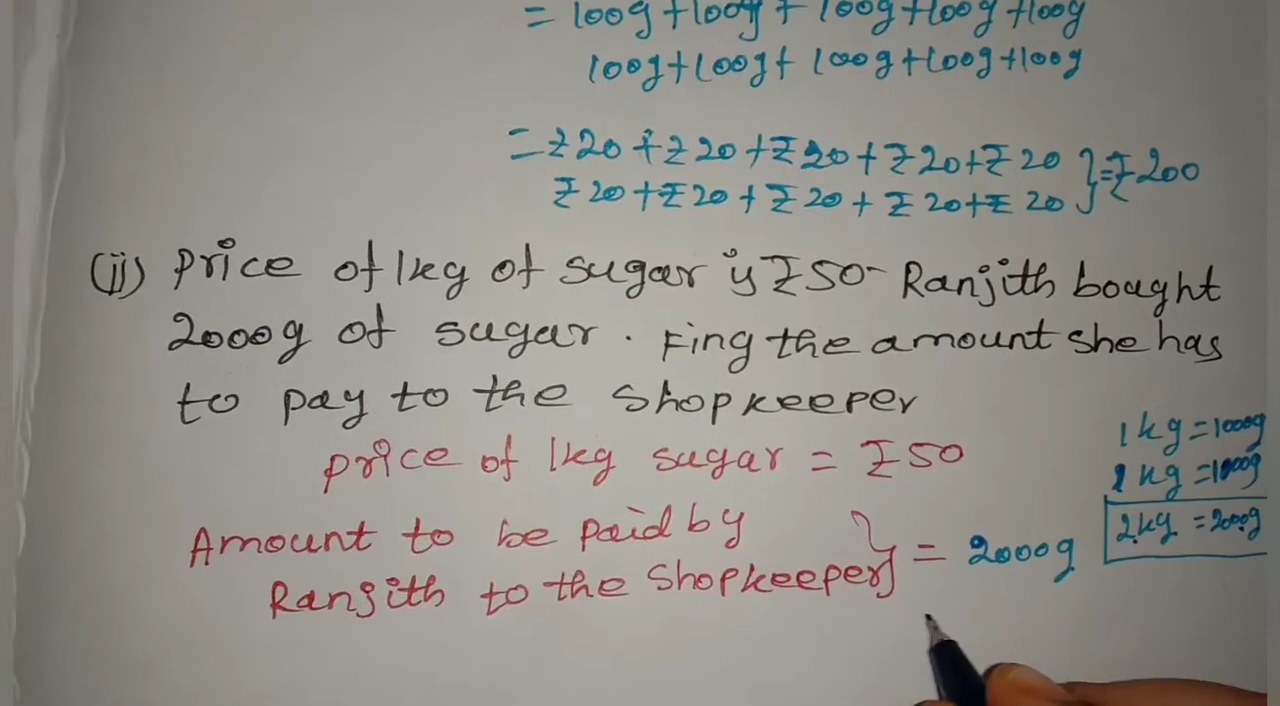 = 100g+100g+100g+100g+100g
100g+100g+100g+100g+100g
= ₹20+₹20+₹20+₹20+₹20
₹20+₹20+₹20+₹20+₹20 } = ₹200
(ii) Price of 1kg of sugar is ₹50- Ranjith bought
2000g of sugar. Fing the amount she has
to pay to the shopkeeper
1kg=1000g
price of 1kg sugar = ₹50
1kg=1000g
2kg=2000g
Amount to be paid by
Ranjith to the shopkeeper } = 2000g